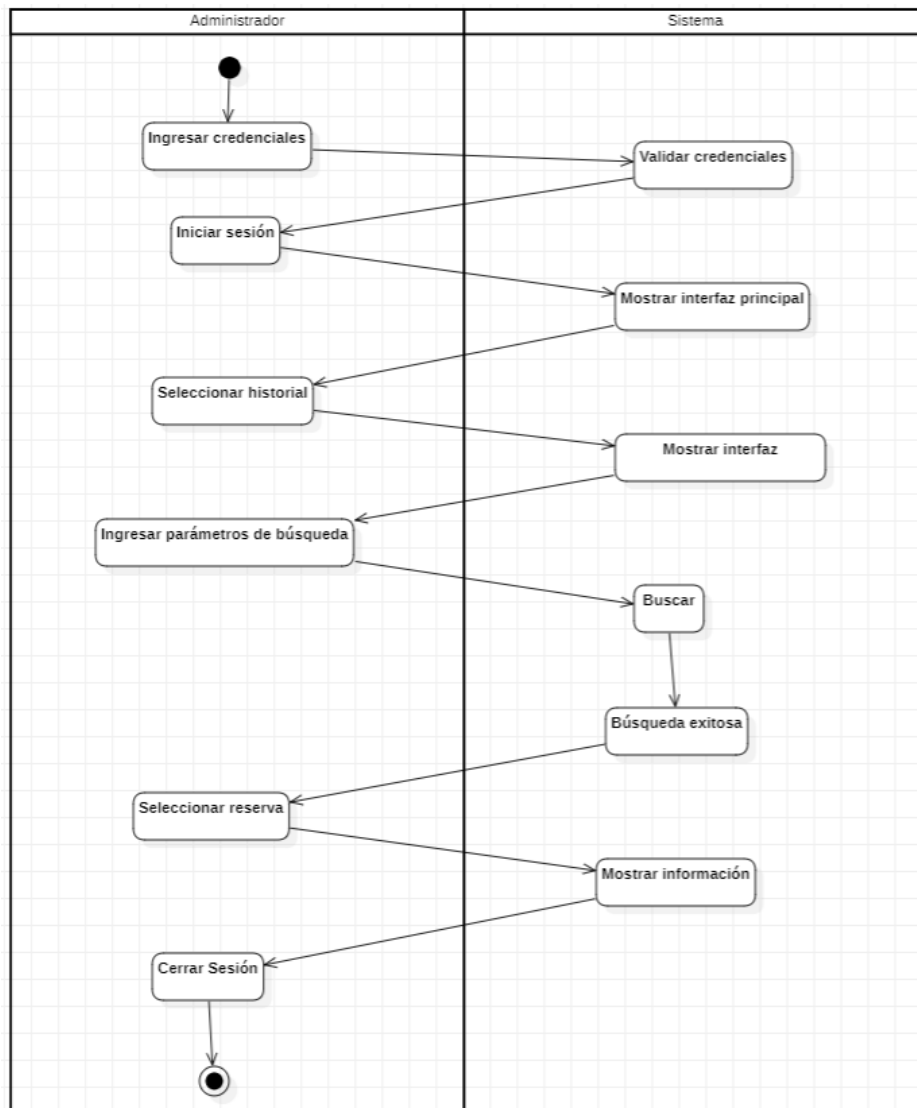 Administrador
Sistema
Ingresar credenciales
Validar credenciales
Iniciar sesión
Mostrar interfaz principal
Seleccionar historial
Mostrar interfaz
Ingresar parámetros de búsqueda
Buscar
Búsqueda exitosa
Seleccionar reserva
Mostrar información
Cerrar Sesión